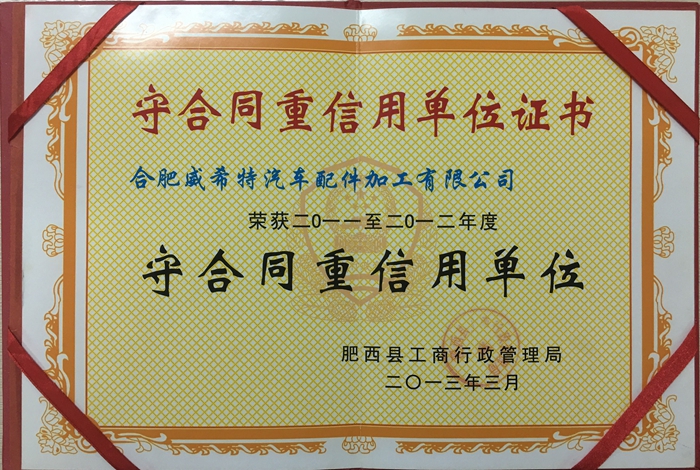 守合同重信用单位证书
合肥威希特汽车配件加工有限公司
荣获二0一一至二0一二年度
守合同重信用单位
肥西县工商行政管理局
二〇一三年三月